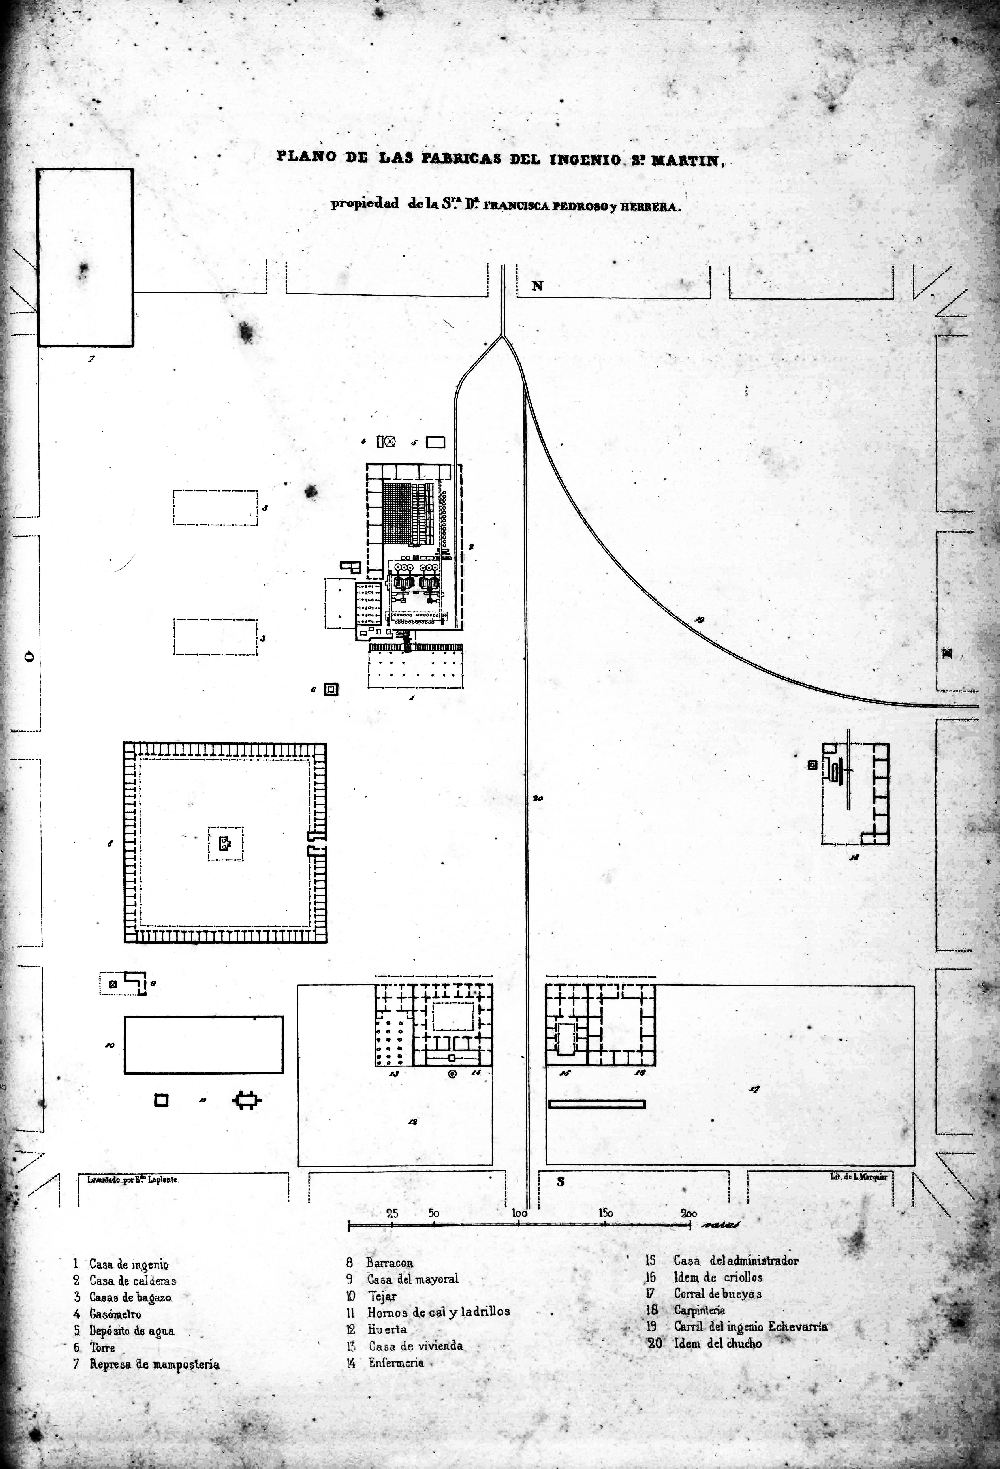 PLANO DE LAS FABRICAS DEL INGENIO Sn. MARTIN,
propiedad de la Sra. Da. FRANCISCA PEDROSO y HERRERA.
N
7
4
5
3
2
3
19
O
6
1
20
18
9
10
11
13
14
15
16
17
12
Levantado por Edo. Laplante.
S
Lit. de L. Marquier
25 50 100 150 200 varas
1 Casa de ingenio
2 Casa de calderas
3 Casas de bagazo
4 Gasómetro
5 Depósito de agua
6 Torre
7 Represa de mamposteria
8 Barracon
9 Casa del mayoral
10 Tejar
11 Hornos de cal y ladrillos
12 Huerta
13 Casa de vivienda
14 Enfermeria
15 Casa del administrador
16 Idem de criollos
17 Corral de bueyes
18 Carpinteria
19 Carril del ingenio Echevarria
20 Idem del chucho